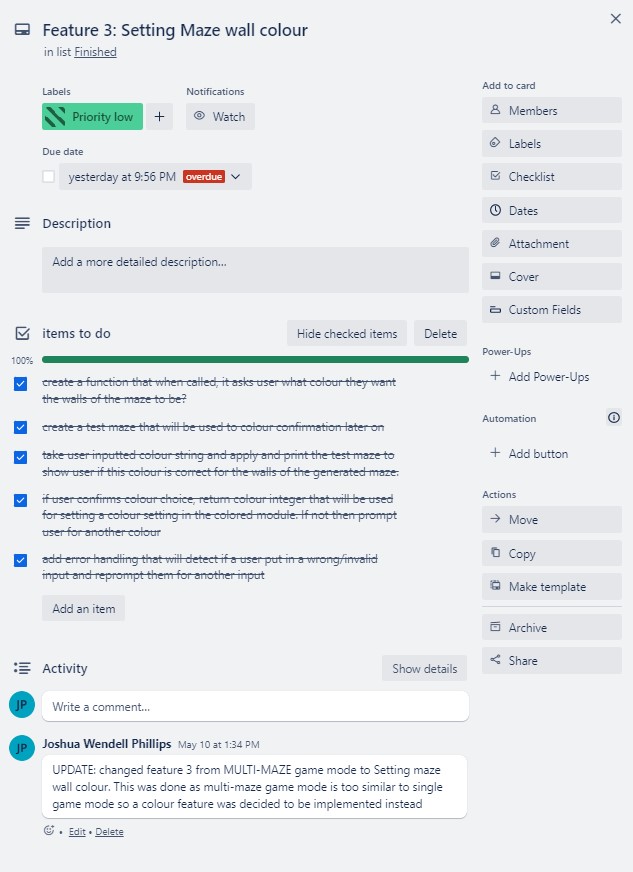 Feature 3: Setting Maze wall colour
in list Finished
Labels
Notifications
Priority low
+
Watch
Due date
yesterday at 9:56 PM overdue
Description
Add a more detailed description...
items to do
Hide checked items
Delete
100%
create a function that when called, it asks user what colour they want
the walls of the maze to be?
create a test maze that will be used to colour confirmation later on
take user inputted colour string and apply and print the test maze to
show user if this colour is correct for the walls of the generated maze.
if user confirms colour choice, return colour integer that will be used
for setting a colour setting in the colored module. If not then prompt
user for another colour
add error handling that will detect if a user put in a wrong/invalid
input and reprompt them for another input
Add an item
Activity
Show details
JP
Write a comment...
JP
Joshua Wendell Phillips May 10 at 1:34 PM
UPDATE: changed feature 3 from MULTI-MAZE game mode to Setting maze
wall colour. This was done as multi-maze game mode is too similar to single
game mode so a colour feature was decided to be implemented instead
• Edit • Delete
Add to card
Members
Labels
Checklist
Dates
Attachment
Cover
Custom Fields
Power-Ups
+ Add Power-Ups
Automation
+ Add button
Actions
Move
Copy
Make template
Archive
Share